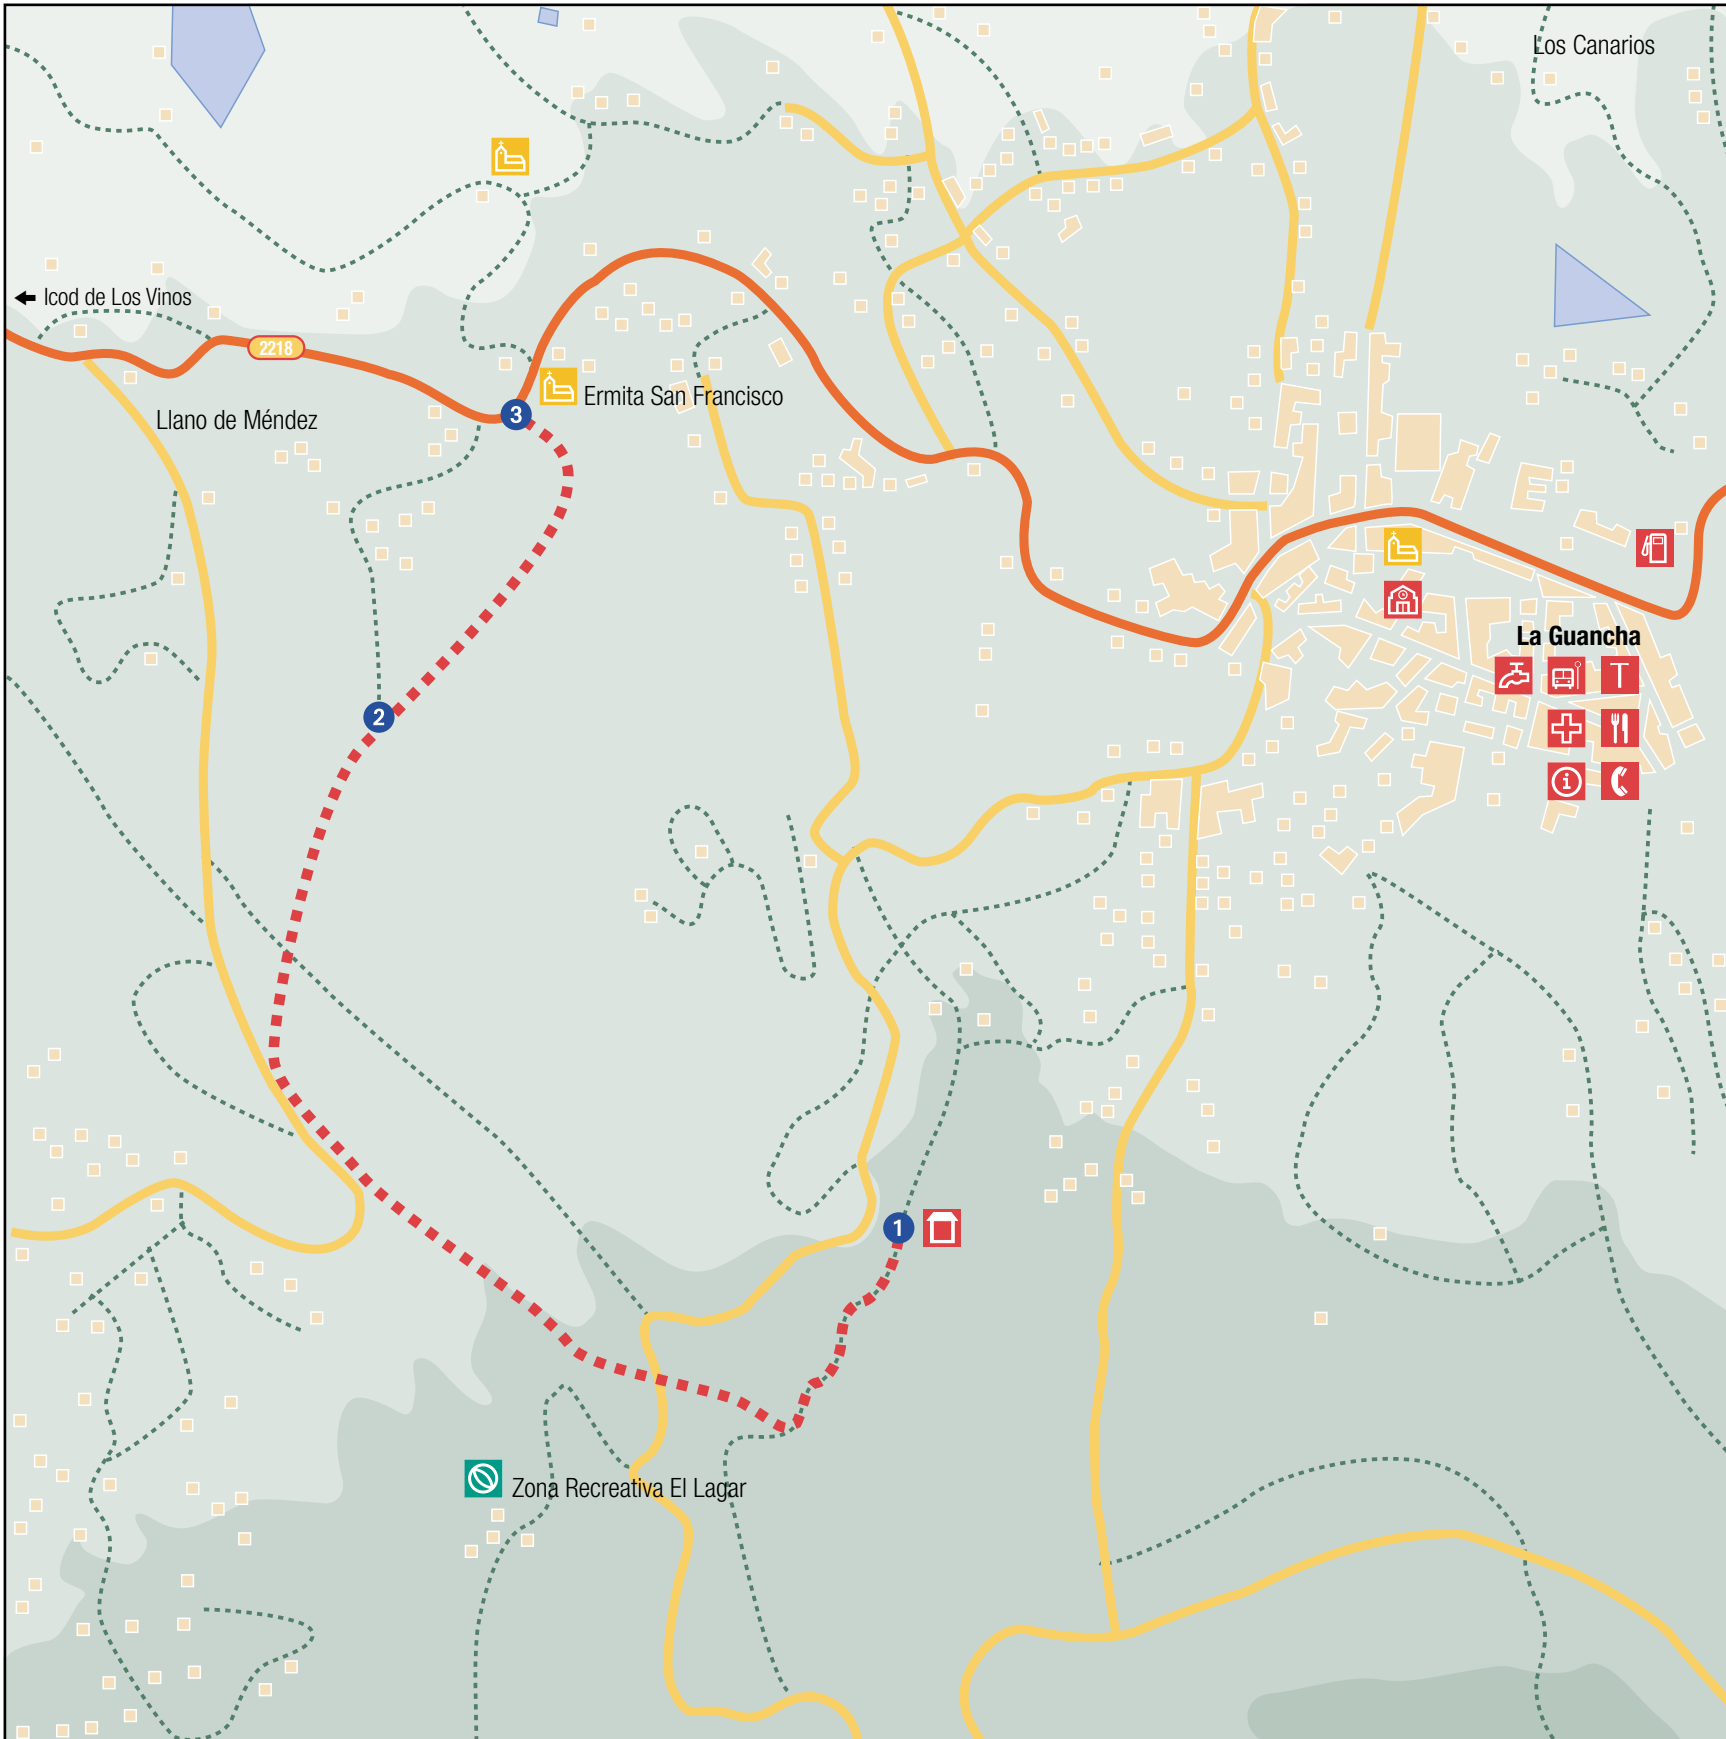 Los Canarios
Icod de Los Vinos
2218
Ermita San Francisco
Llano de Méndez
3
La Guancha
T
2
i
1
Zona Recreativa El Lagar